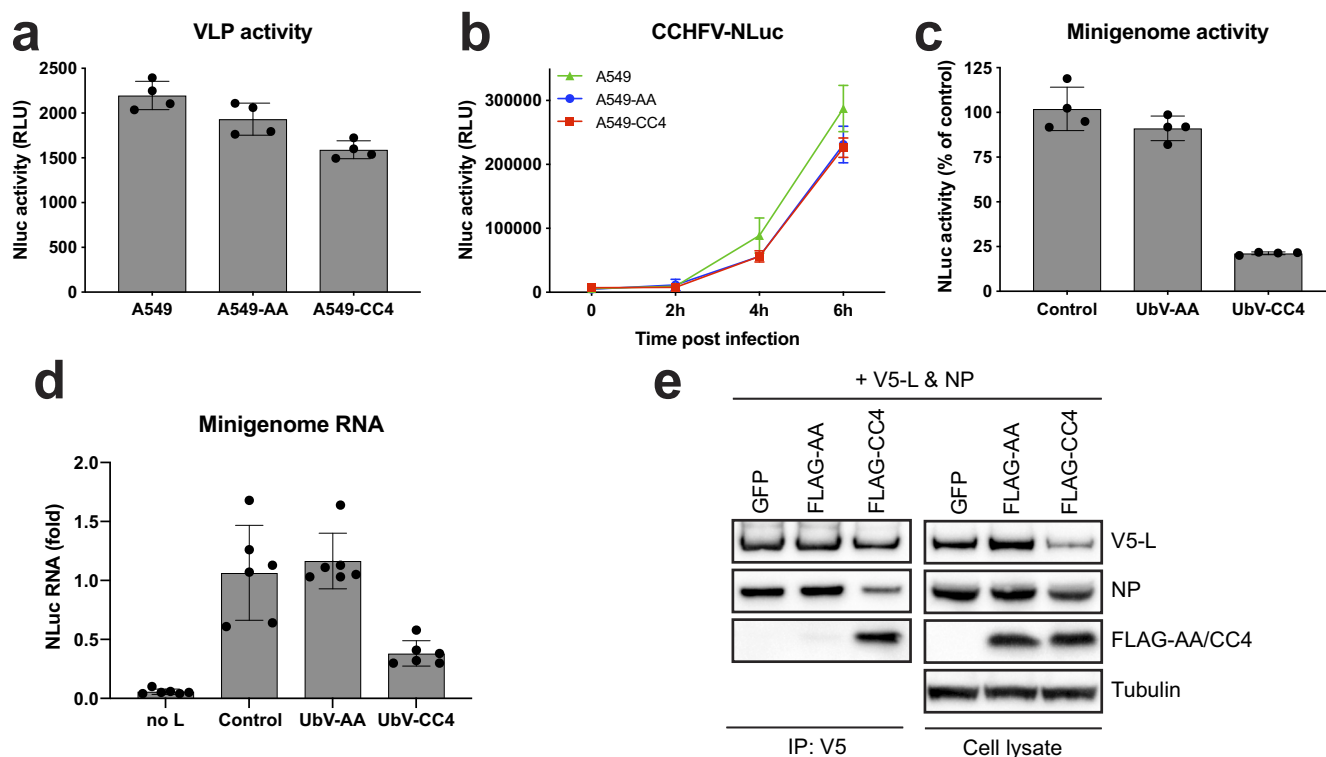 a
VLP activity
Nluc activity (RLU)
2500
2000
1500
1000
500
0
A549
A549-AA
A549-CC4
b
CCHFV-NLuc
A549
A549-AA
A549-CC4
Nluc activity (RLU)
300000
200000
100000
0
0
2h
4h
6h
Time post infection
c
Minigenome activity
NLuc activity (% of control)
125
100
75
50
25
0
Control
UbV-AA
UbV-CC4
d
Minigenome RNA
NLuc RNA (fold)
2.0
1.5
1.0
0.5
0.0
no L
Control
UbV-AA
UbV-CC4
e
+ V5-L & NP
GFP
FLAG-AA
FLAG-CC4
GFP
FLAG-AA
FLAG-CC4
V5-L
NP
FLAG-AA/CC4
Tubulin
IP: V5
Cell lysate